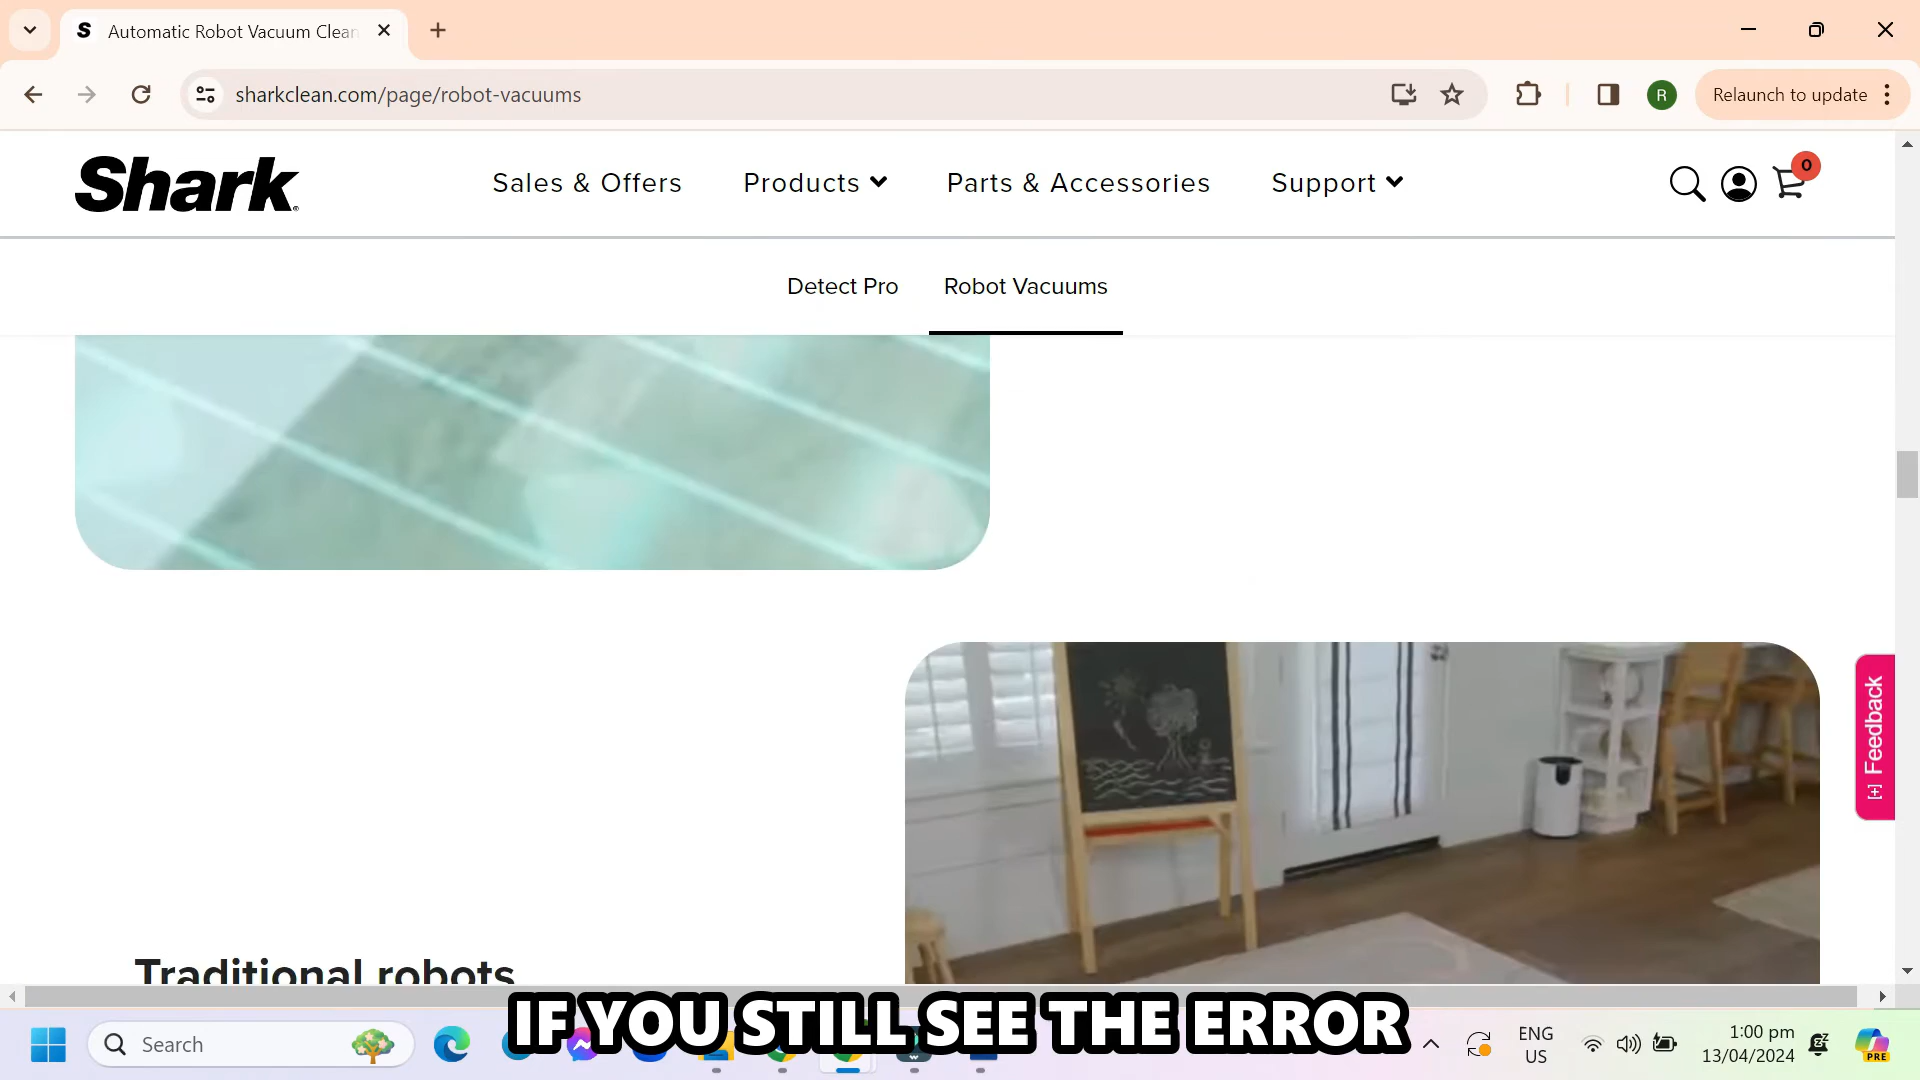 Automatic Robot Vacuum Clean
sharkclean.com/page/robot-vacuums
R
Relaunch to update
Shark
Sales & Offers
Products
Parts & Accessories
Support
0
Detect Pro
Robot Vacuums
[+] Feedback
Traditional robots
IF YOU STILL SEE THE ERROR
Search
ENG
US
1:00 pm
13/04/2024
PRE